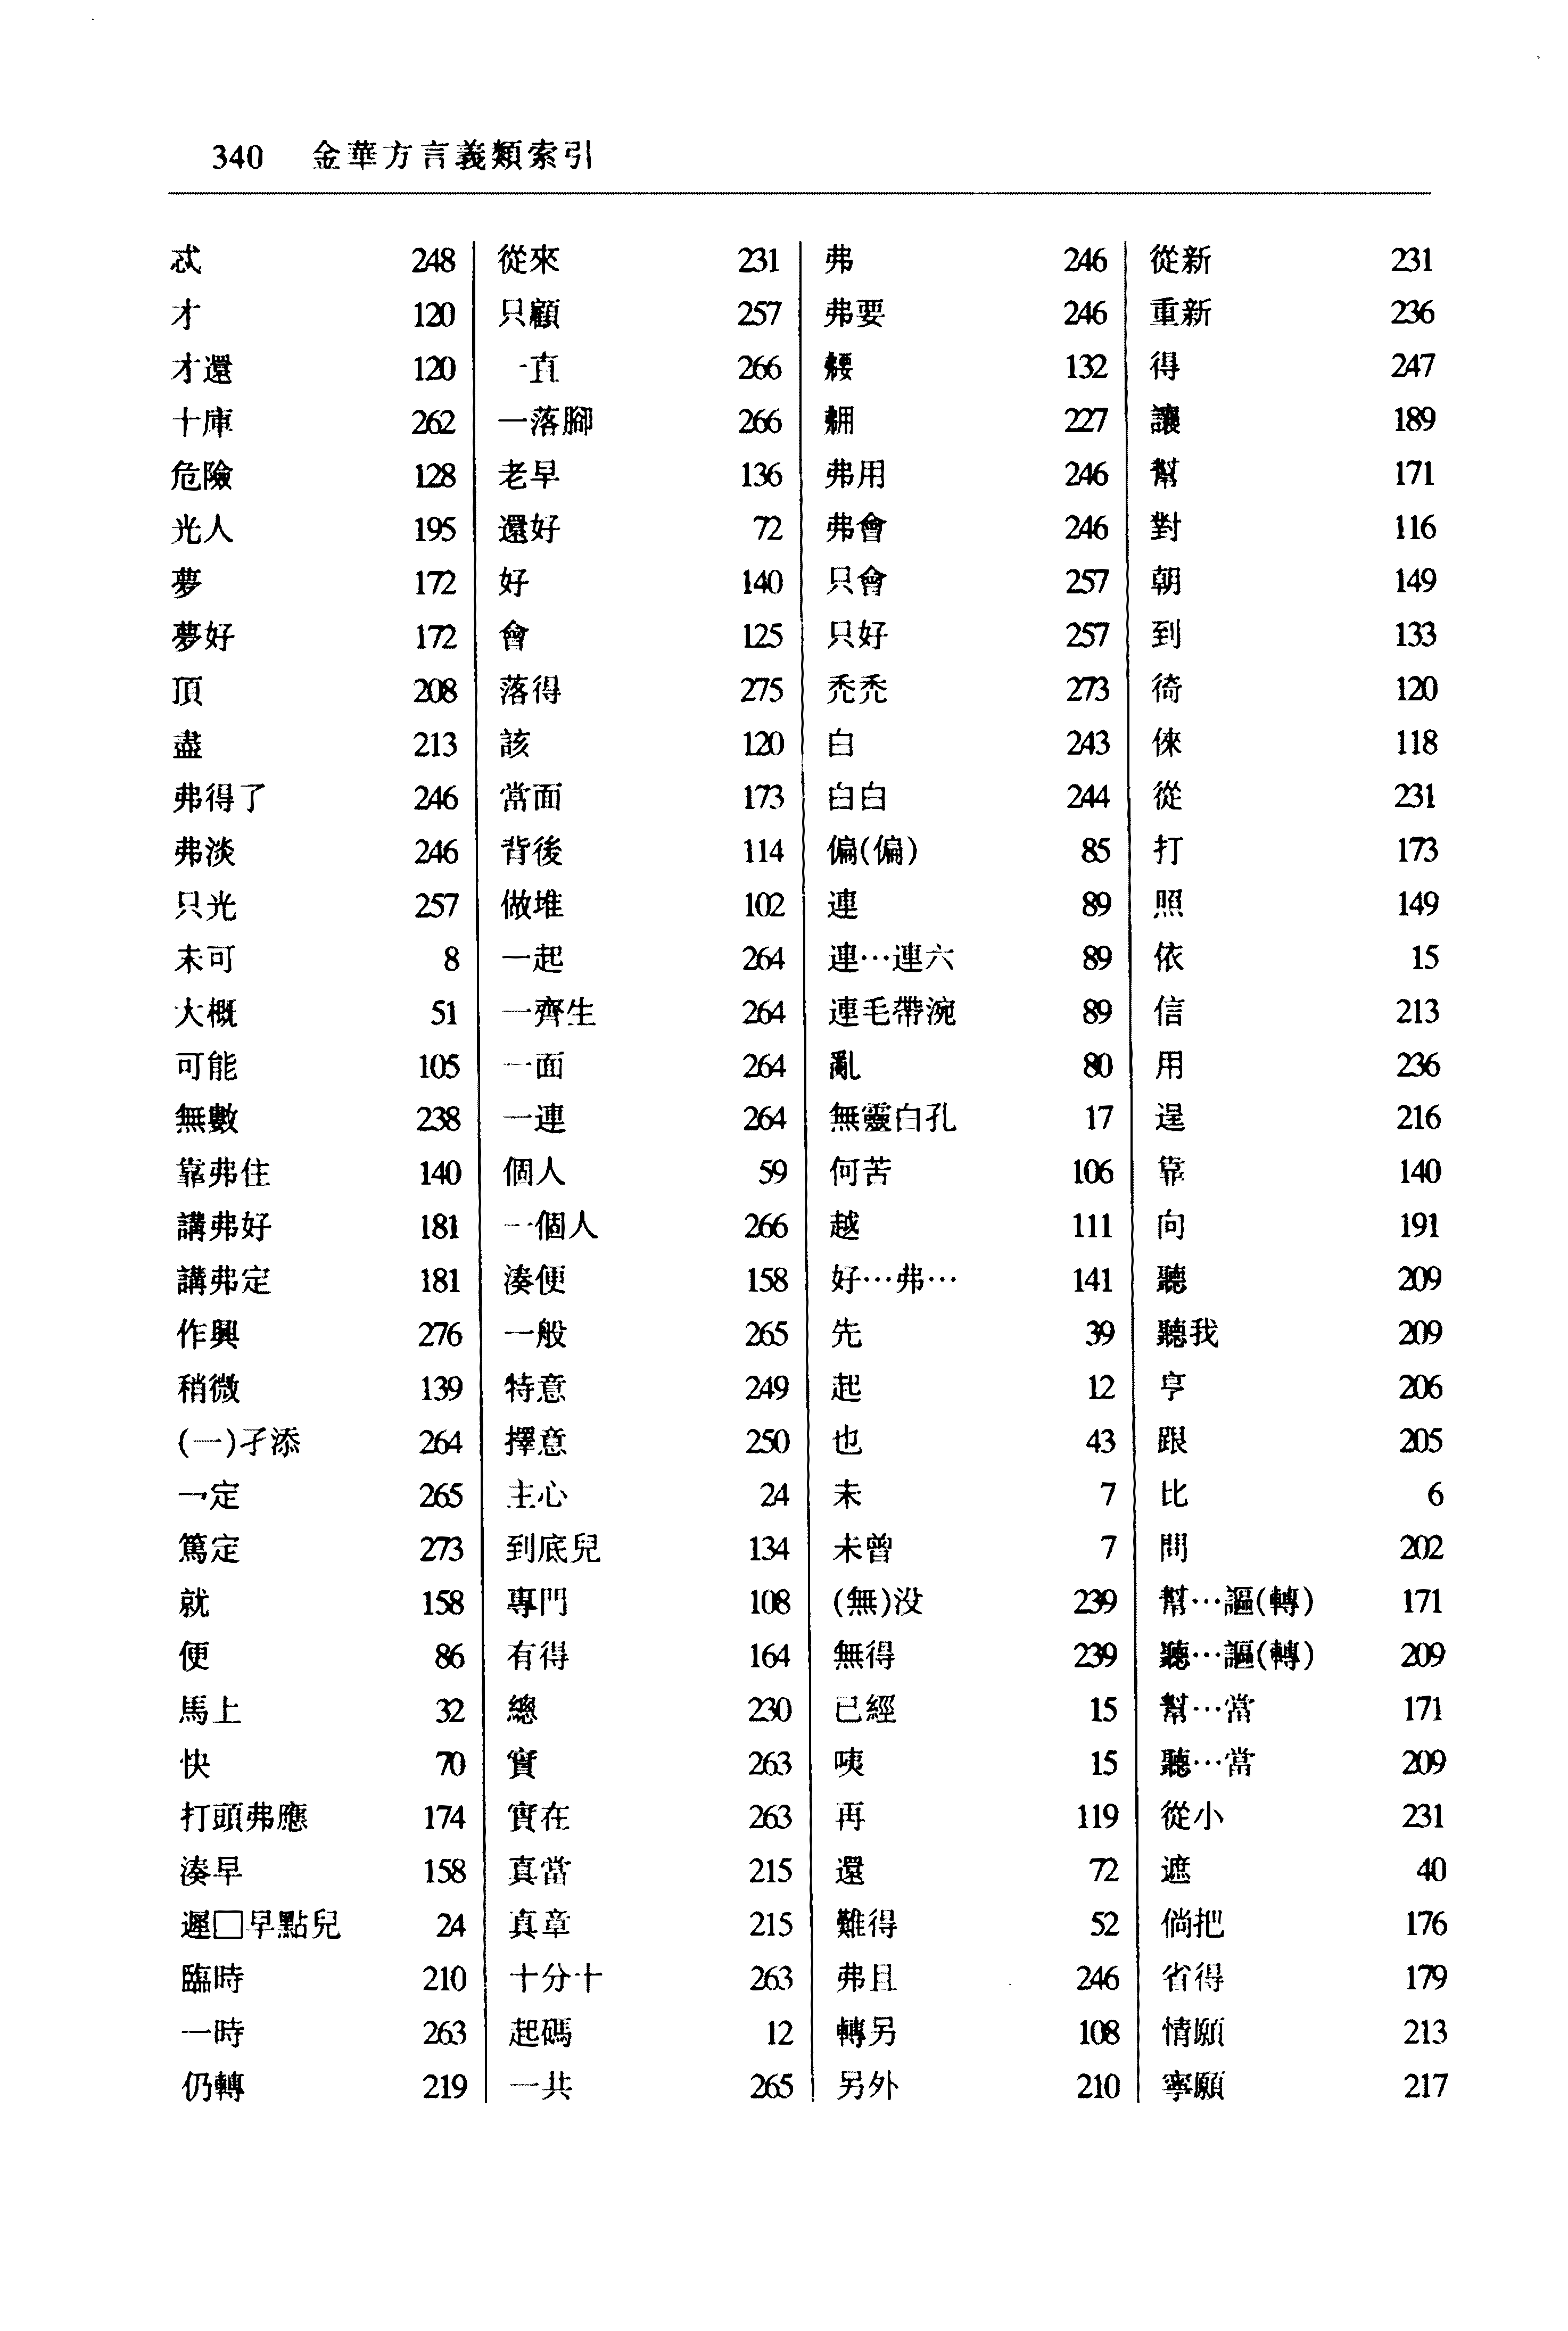 340 金華方言義類索引
忒 248
才 120
才還 120
十庫 262
危險 128
光人 195
夢 172
夢好 172
頂 208
盡 213
弗得了 246
弗淡 246
只光 257
未可 8
大概 51
可能 105
無數 238
靠弗住 140
講弗好 181
講弗定 181
作興 276
稍微 139
(一)孑添 264
一定 265
篤定 273
就 158
便 86
馬上 32
快 70
打頭弗應 174
湊早 158
遲□早點兒 24
臨時 210
一時 263
仍轉 219
從來 231
只顧 257
一直 266
一落腳 266
老早 136
還好 72
好 140
會 125
落得 275
該 120
當面 173
背後 114
做堆 102
一起 264
一齊生 264
一面 264
一連 264
個人 59
一個人 266
湊便 158
一般 265
特意 249
擇意 250
主心 24
到底兒 134
專門 108
有得 164
總 230
實 263
實在 263
真當 215
真章 215
十分十 263
起碼 12
一共 265
弗 246
弗要 246
覅 132
甮 227
弗用 246
弗會 246
只會 257
只好 257
禿禿 273
白 243
白白 244
偏(偏) 85
連 89
連…連六 89
連毛帶涴 89
亂 80
無靈白孔 17
何苦 106
越 111
好…弗… 141
先 39
起 12
也 43
未 7
未曾 7
(無)没 239
無得 239
已經 15
咦 15
再 119
還 72
難得 52
弗且 246
轉另 108
另外 210
從新 231
重新 236
得 247
讓 189
幫 171
對 116
朝 149
到 133
徛 120
倈 118
從 231
打 173
照 149
依 15
信 213
用 236
逞 216
靠 140
向 191
聽 209
聽我 209
亨 206
跟 205
比 6
問 202
幫…謳(轉) 171
聽…謳(轉) 209
幫…當 171
聽…當 209
從小 231
遮 40
倘把 176
省得 179
情願 213
寧願 217